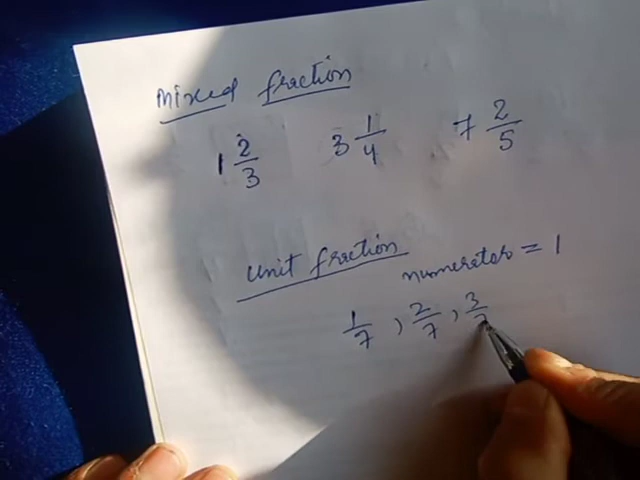 Mixed fraction
1 2/3 3 1/4 7 2/5
Unit fraction
numerator = 1
1/7 , 2/7 , 3/7